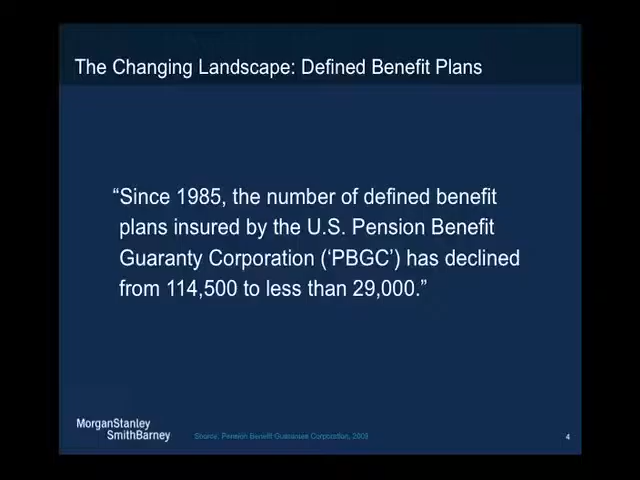 The Changing Landscape: Defined Benefit Plans
“Since 1985, the number of defined benefit
plans insured by the U.S. Pension Benefit
Guaranty Corporation (‘PBGC’) has declined
from 114,500 to less than 29,000.”
MorganStanley
SmithBarney
Source: Pension Benefit Guarantee Corporation,
4